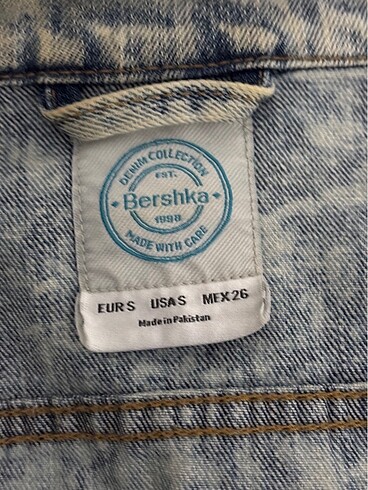 DENIM COLLECTION
EST.
Bershka
1998
MADE WITH CARE
EUR S USA S MEX 26
Made in Pakistan